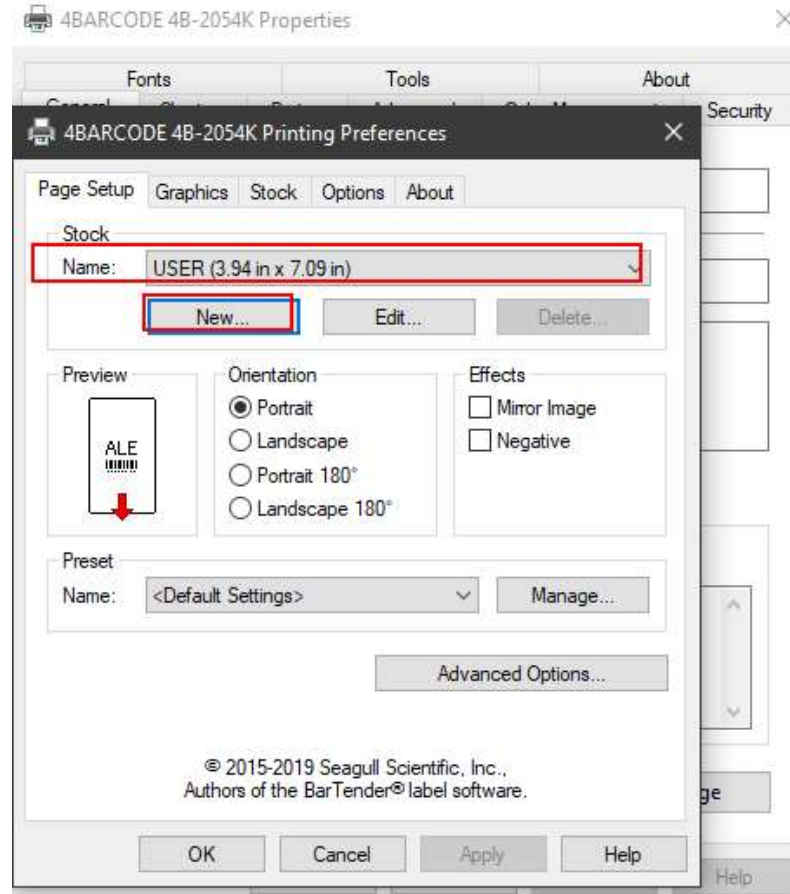 4BARCODE 4B-2054K Properties
Fonts Tools About
Security
4BARCODE 4B-2054K Printing Preferences
Page Setup Graphics Stock Options About
Stock
Name: USER (3.94 in x 7.09 in)
New... Edit... Delete...
Preview Orientation Effects
Portrait Mirror Image
ALE Landscape Negative
Portrait 180°
Landscape 180°
Preset
Name: <Default Settings> Manage...
Advanced Options...
© 2015-2019 Seagull Scientific, Inc.,
Authors of the BarTender® label software.
ge
OK Cancel Apply Help
Help